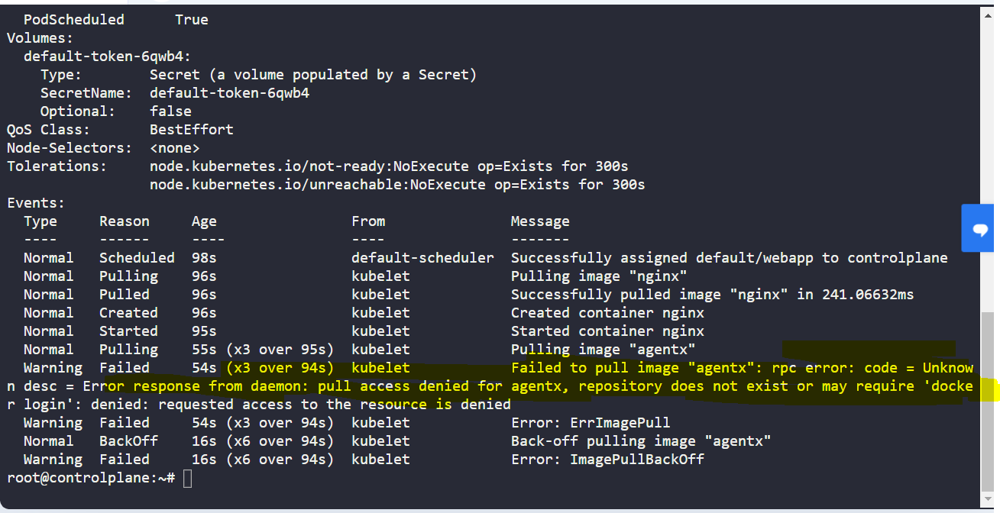 PodScheduled      True
Volumes:
  default-token-6qwb4:
    Type:        Secret (a volume populated by a Secret)
    SecretName:  default-token-6qwb4
    Optional:    false
QoS Class:       BestEffort
Node-Selectors:  <none>
Tolerations:     node.kubernetes.io/not-ready:NoExecute op=Exists for 300s
                 node.kubernetes.io/unreachable:NoExecute op=Exists for 300s
Events:
  Type     Reason     Age                From               Message
  ----     ------     ----               ----               -------
  Normal   Scheduled  98s                default-scheduler  Successfully assigned default/webapp to controlplane
  Normal   Pulling    96s                kubelet            Pulling image "nginx"
  Normal   Pulled     96s                kubelet            Successfully pulled image "nginx" in 241.06632ms
  Normal   Created    96s                kubelet            Created container nginx
  Normal   Started    95s                kubelet            Started container nginx
  Normal   Pulling    55s (x3 over 95s)  kubelet            Pulling image "agentx"
  Warning  Failed     54s (x3 over 94s)  kubelet            Failed to pull image "agentx": rpc error: code = Unknow
n desc = Error response from daemon: pull access denied for agentx, repository does not exist or may require 'docke
r login': denied: requested access to the resource is denied
  Warning  Failed     54s (x3 over 94s)  kubelet            Error: ErrImagePull
  Normal   BackOff    16s (x6 over 94s)  kubelet            Back-off pulling image "agentx"
  Warning  Failed     16s (x6 over 94s)  kubelet            Error: ImagePullBackOff
root@controlplane:~#